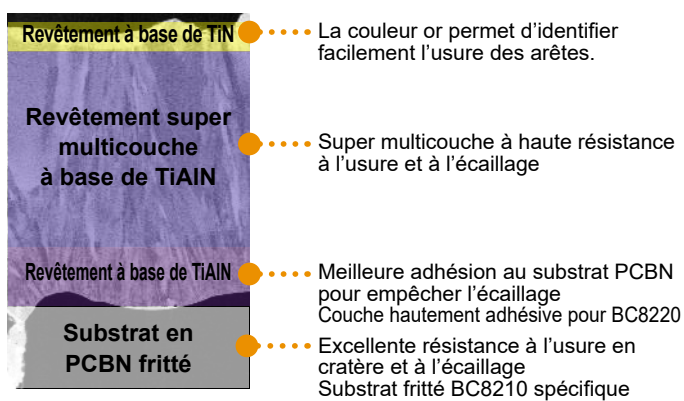 Revêtement à base de TiN
La couleur or permet d’identifier
facilement l’usure des arêtes.
Revêtement super
multicouche
à base de TiAlN
Super multicouche à haute résistance
à l’usure et à l’écaillage
Revêtement à base de TiAlN
Meilleure adhésion au substrat PCBN
pour empêcher l’écaillage
Couche hautement adhésive pour BC8220
Substrat en
PCBN fritté
Excellente résistance à l’usure en
cratère et à l’écaillage
Substrat fritté BC8210 spécifique